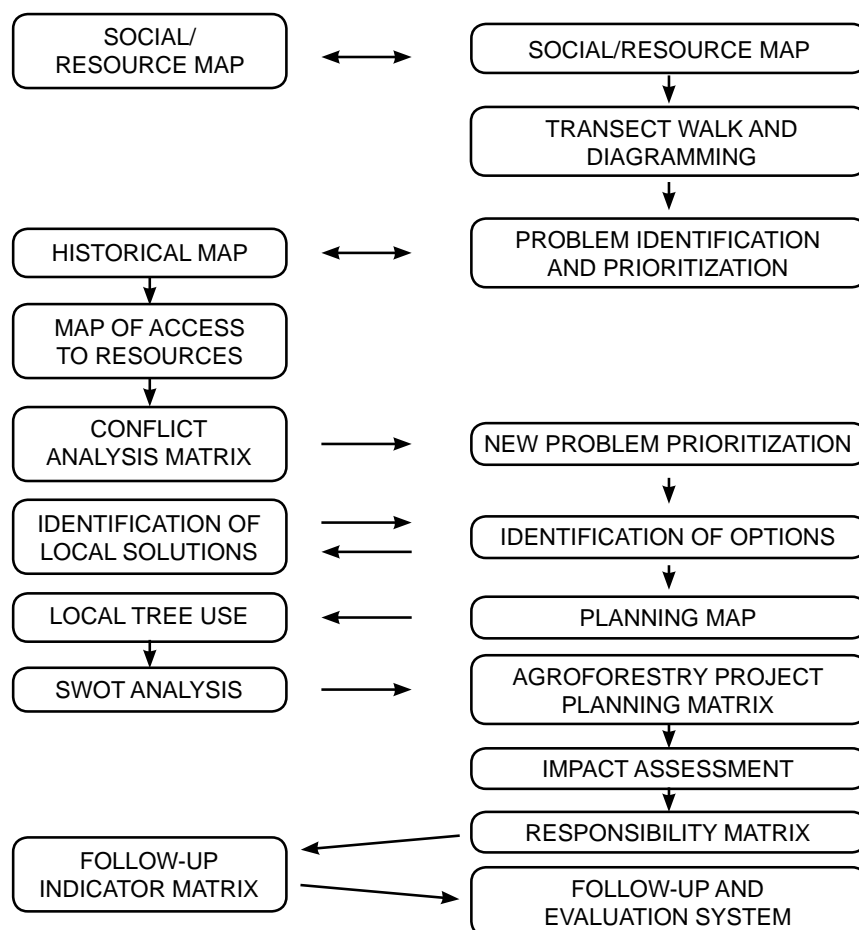 SOCIAL/
RESOURCE MAP
SOCIAL/RESOURCE MAP
TRANSECT WALK AND
DIAGRAMMING
HISTORICAL MAP
PROBLEM IDENTIFICATION
AND PRIORITIZATION
MAP OF ACCESS
TO RESOURCES
CONFLICT
ANALYSIS MATRIX
NEW PROBLEM PRIORITIZATION
IDENTIFICATION OF
LOCAL SOLUTIONS
IDENTIFICATION OF OPTIONS
LOCAL TREE USE
PLANNING MAP
SWOT ANALYSIS
AGROFORESTRY PROJECT
PLANNING MATRIX
IMPACT ASSESSMENT
RESPONSIBILITY MATRIX
FOLLOW-UP
INDICATOR MATRIX
FOLLOW-UP AND
EVALUATION SYSTEM